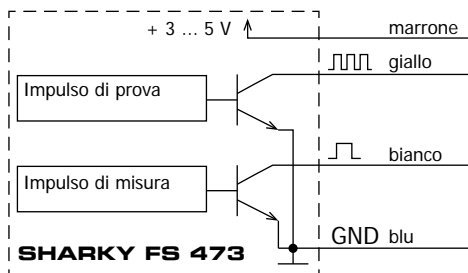 + 3 ... 5 V
marrone
giallo
Impulso di prova
bianco
Impulso di misura
GND blu
SHARKY FS 473